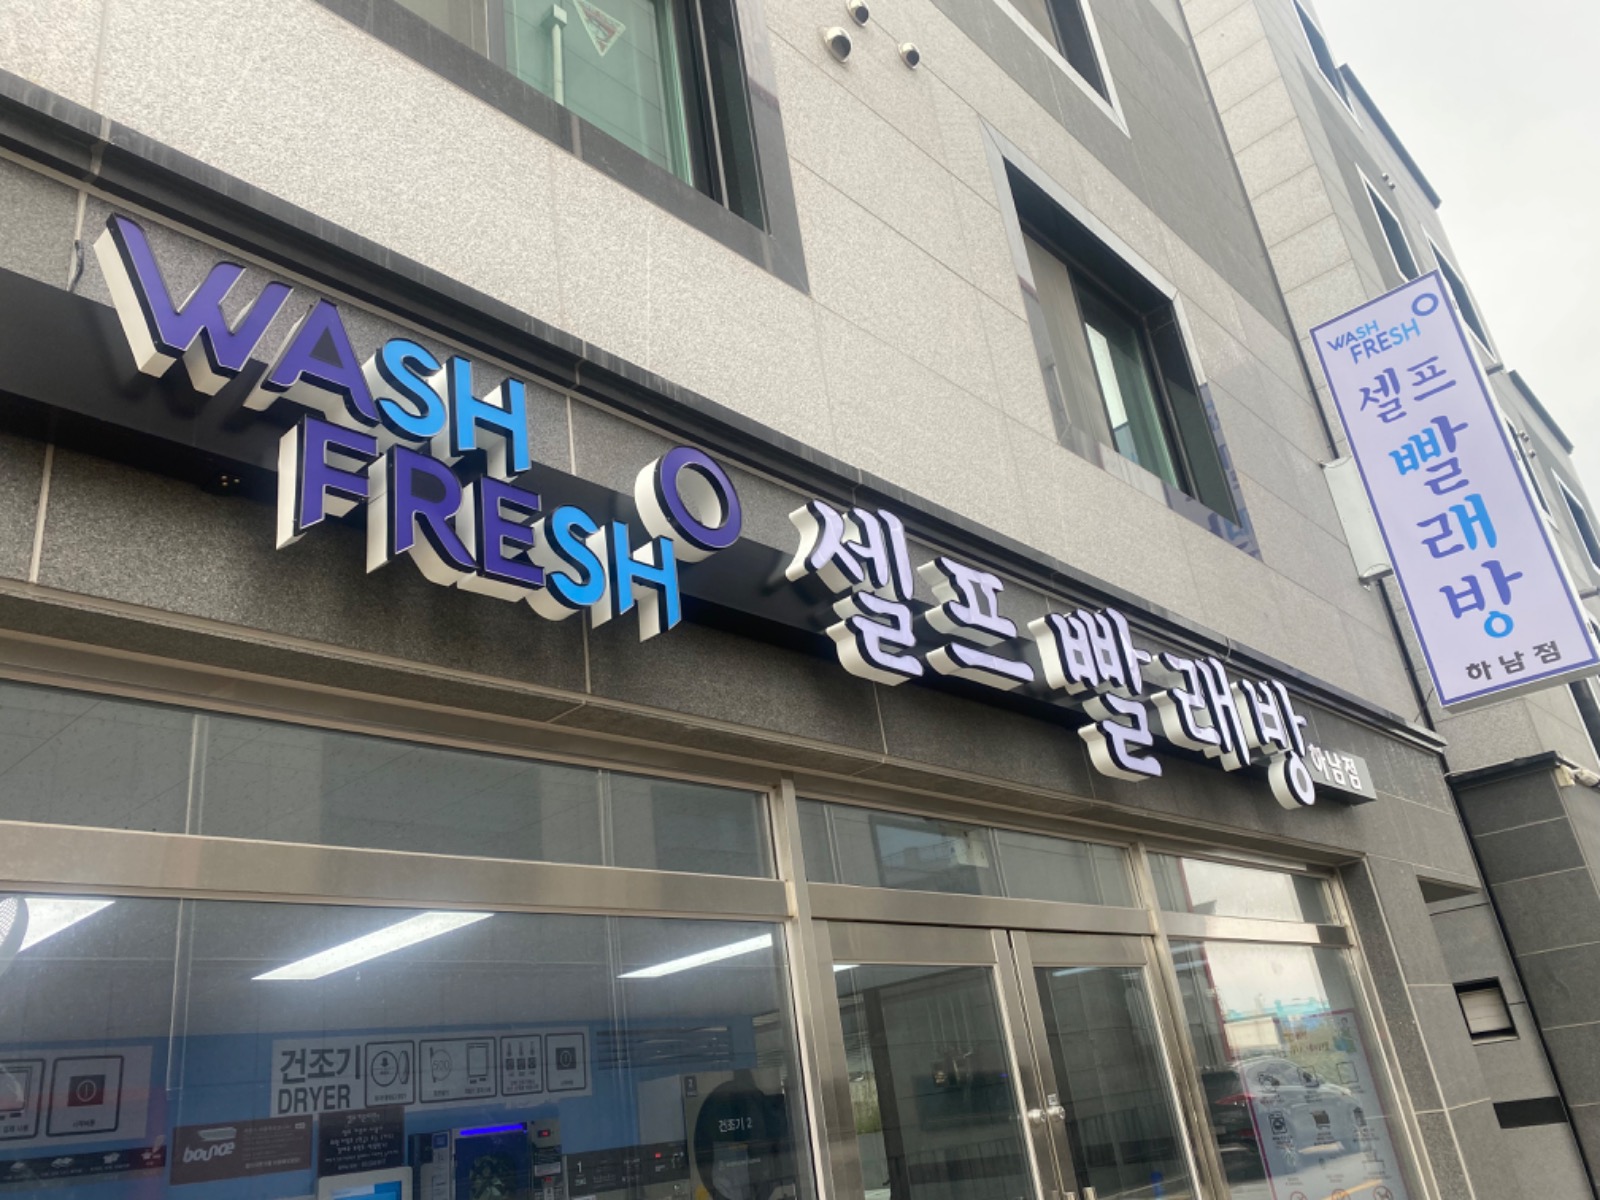 WASH
FRESH
셀프 빨래방 하남점
WASH
FRESH
셀프
빨
래
방
하남점
건조기
DRYER
bounce
건조기 2